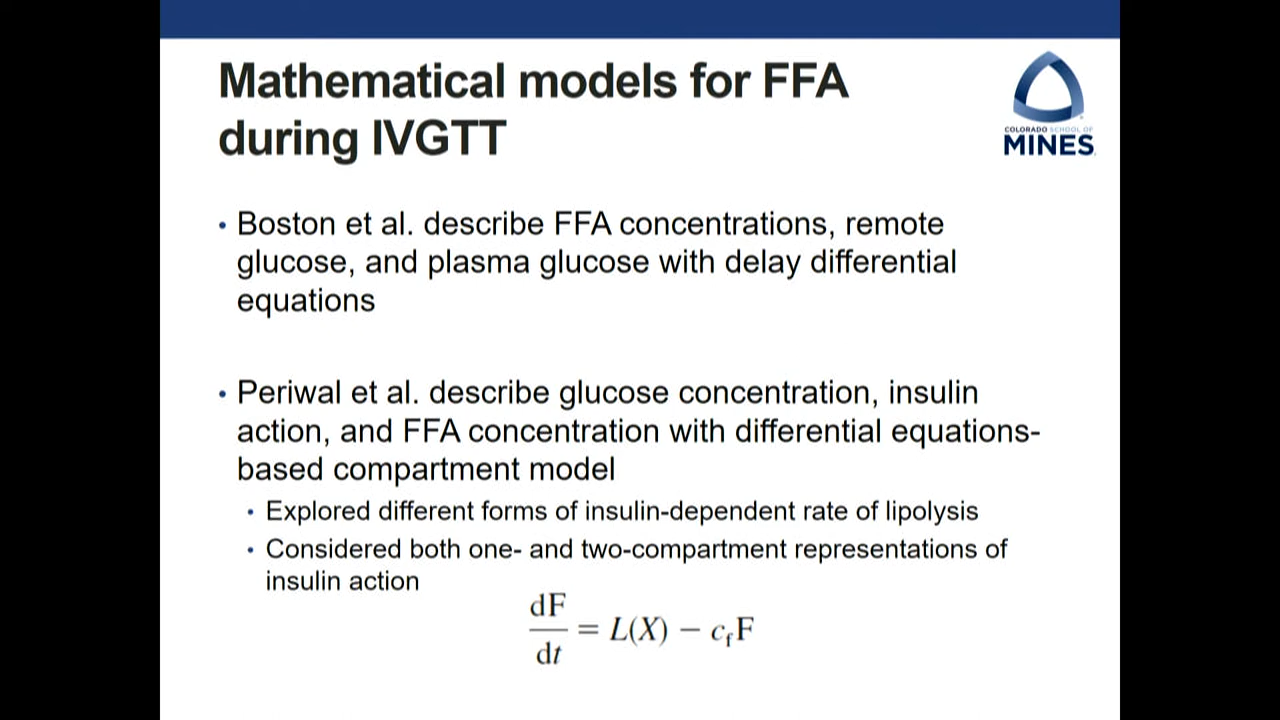 Mathematical models for FFA
during IVGTT
COLORADO SCHOOL OF
MINES
• Boston et al. describe FFA concentrations, remote
glucose, and plasma glucose with delay differential
equations
• Periwal et al. describe glucose concentration, insulin
action, and FFA concentration with differential equations-
based compartment model
• Explored different forms of insulin-dependent rate of lipolysis
• Considered both one- and two-compartment representations of
insulin action
dF/dt = L(X) − c_f F